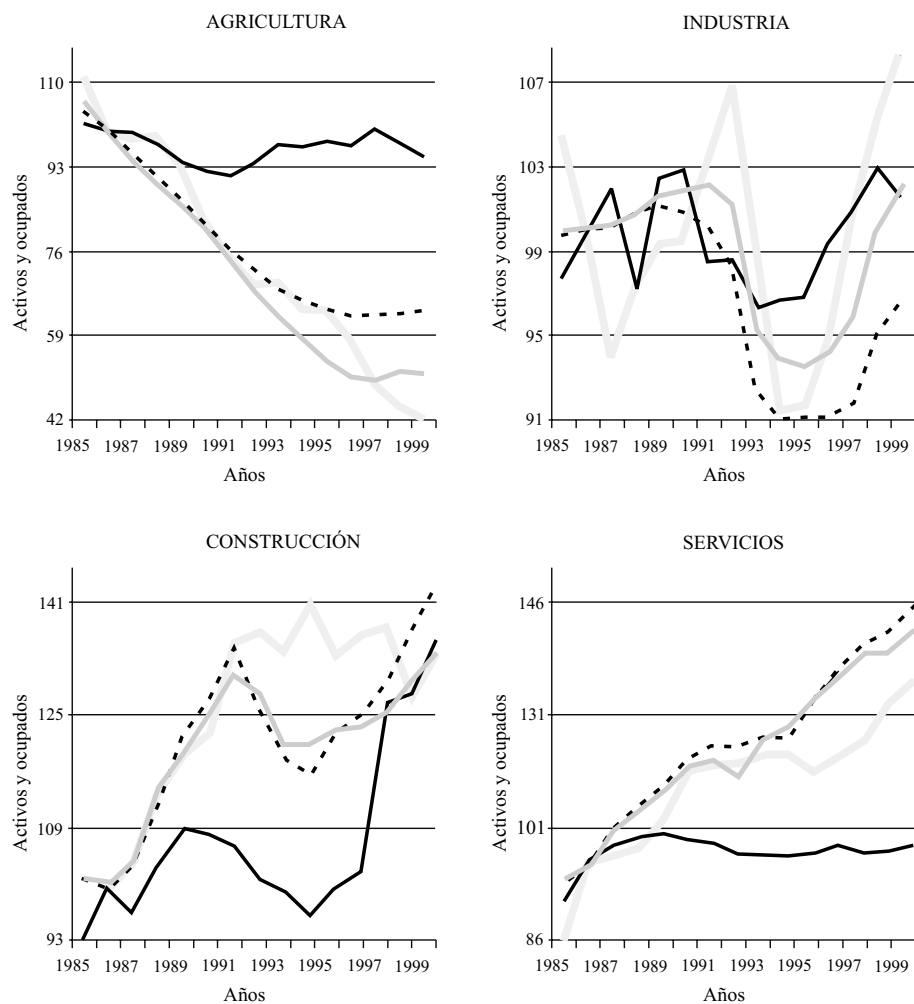 AGRICULTURA
Activos y ocupados
110
93
76
59
42
1985 1987 1989 1991 1993 1995 1997 1999
Años
INDUSTRIA
Activos y ocupados
107
103
99
95
91
1985 1987 1989 1991 1993 1995 1997 1999
Años
CONSTRUCCIÓN
Activos y ocupados
141
125
109
93
1985 1987 1989 1991 1993 1995 1997 1999
Años
SERVICIOS
Activos y ocupados
146
131
101
86
1985 1987 1989 1991 1993 1995 1997 1999
Años